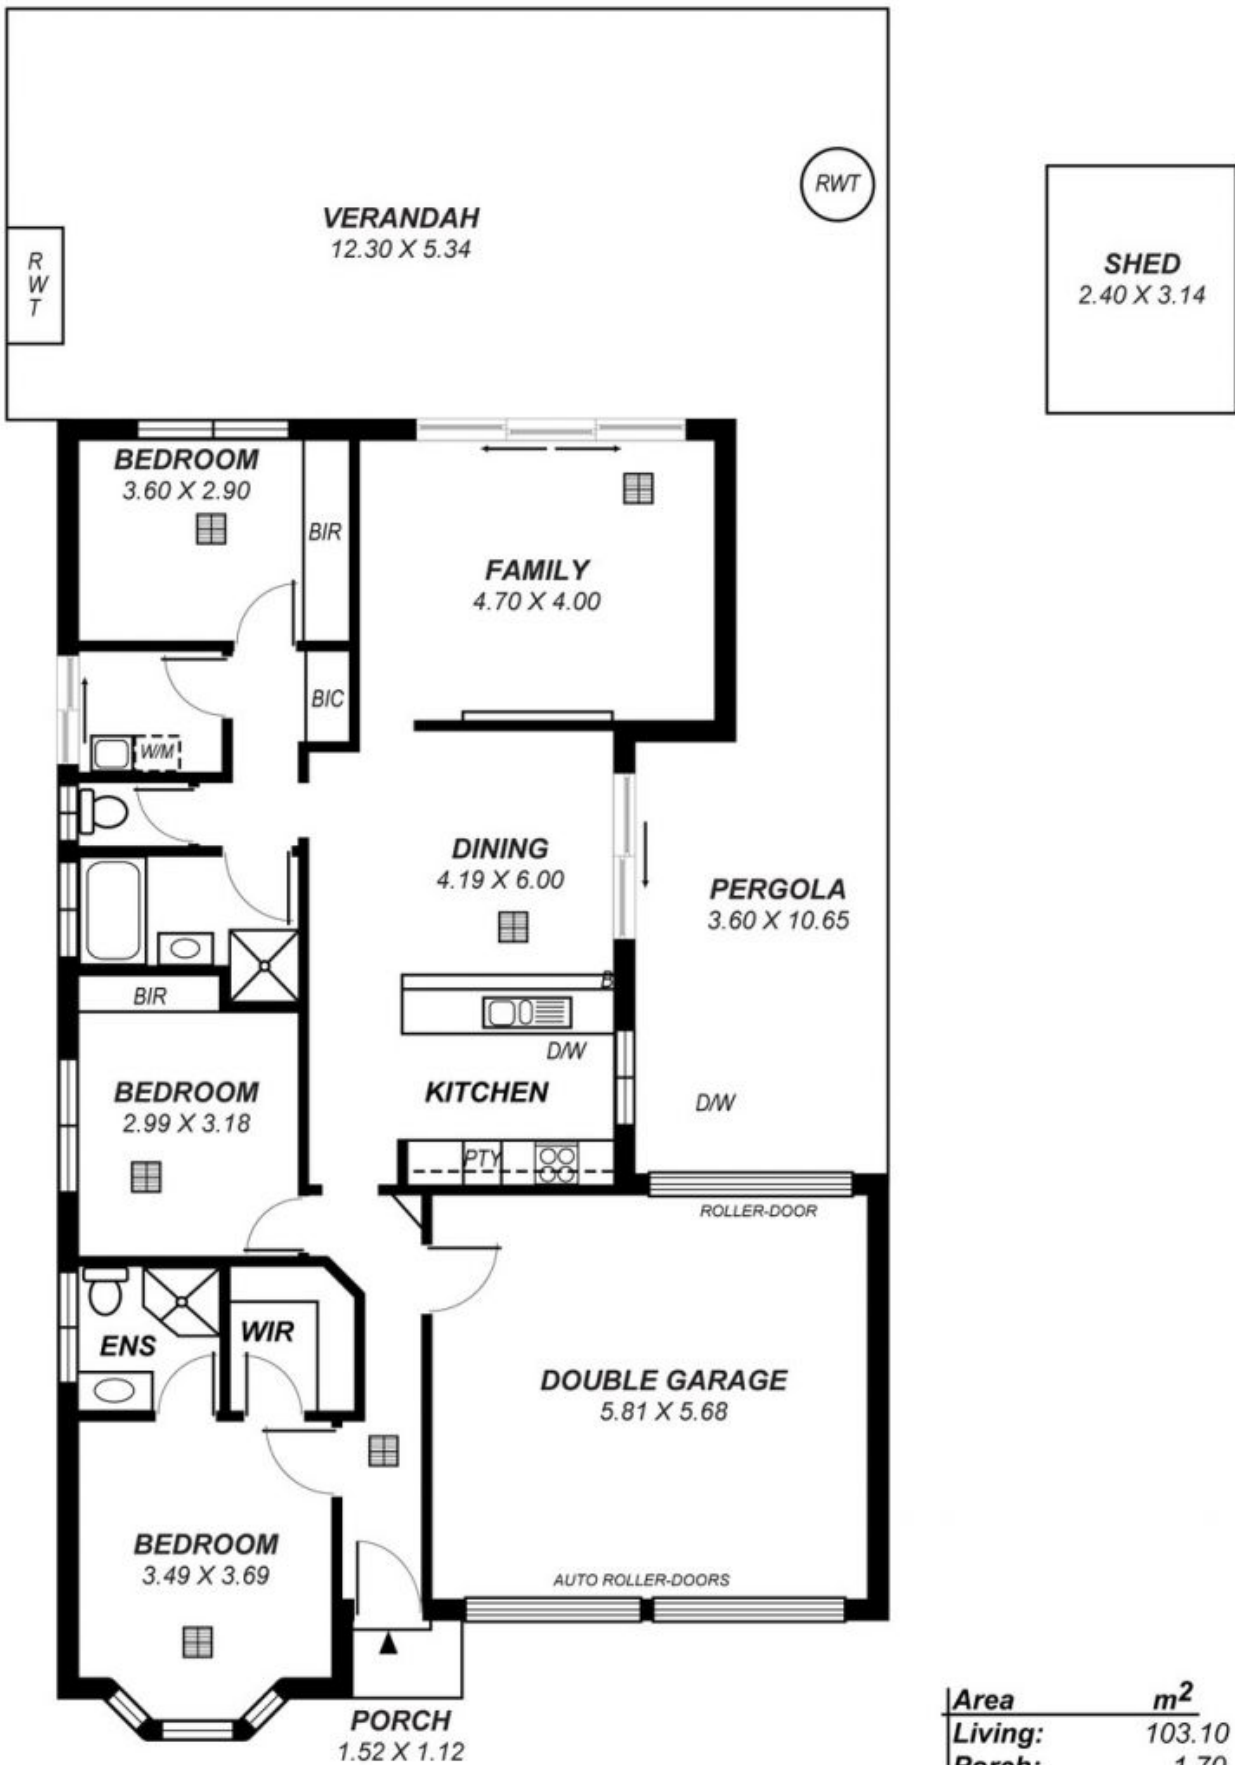 VERANDAH
12.30 X 5.34
RWT
R
W
T
SHED
2.40 X 3.14
BEDROOM
3.60 X 2.90
BIR
FAMILY
4.70 X 4.00
BIC
W/M
DINING
4.19 X 6.00
PERGOLA
3.60 X 10.65
B
BIR
D/W
BEDROOM
2.99 X 3.18
KITCHEN
D/W
PTY
ROLLER-DOOR
ENS
WIR
DOUBLE GARAGE
5.81 X 5.68
BEDROOM
3.49 X 3.69
AUTO ROLLER-DOORS
PORCH
1.52 X 1.12
Area m²
Living: 103.10
Porch: 1.70